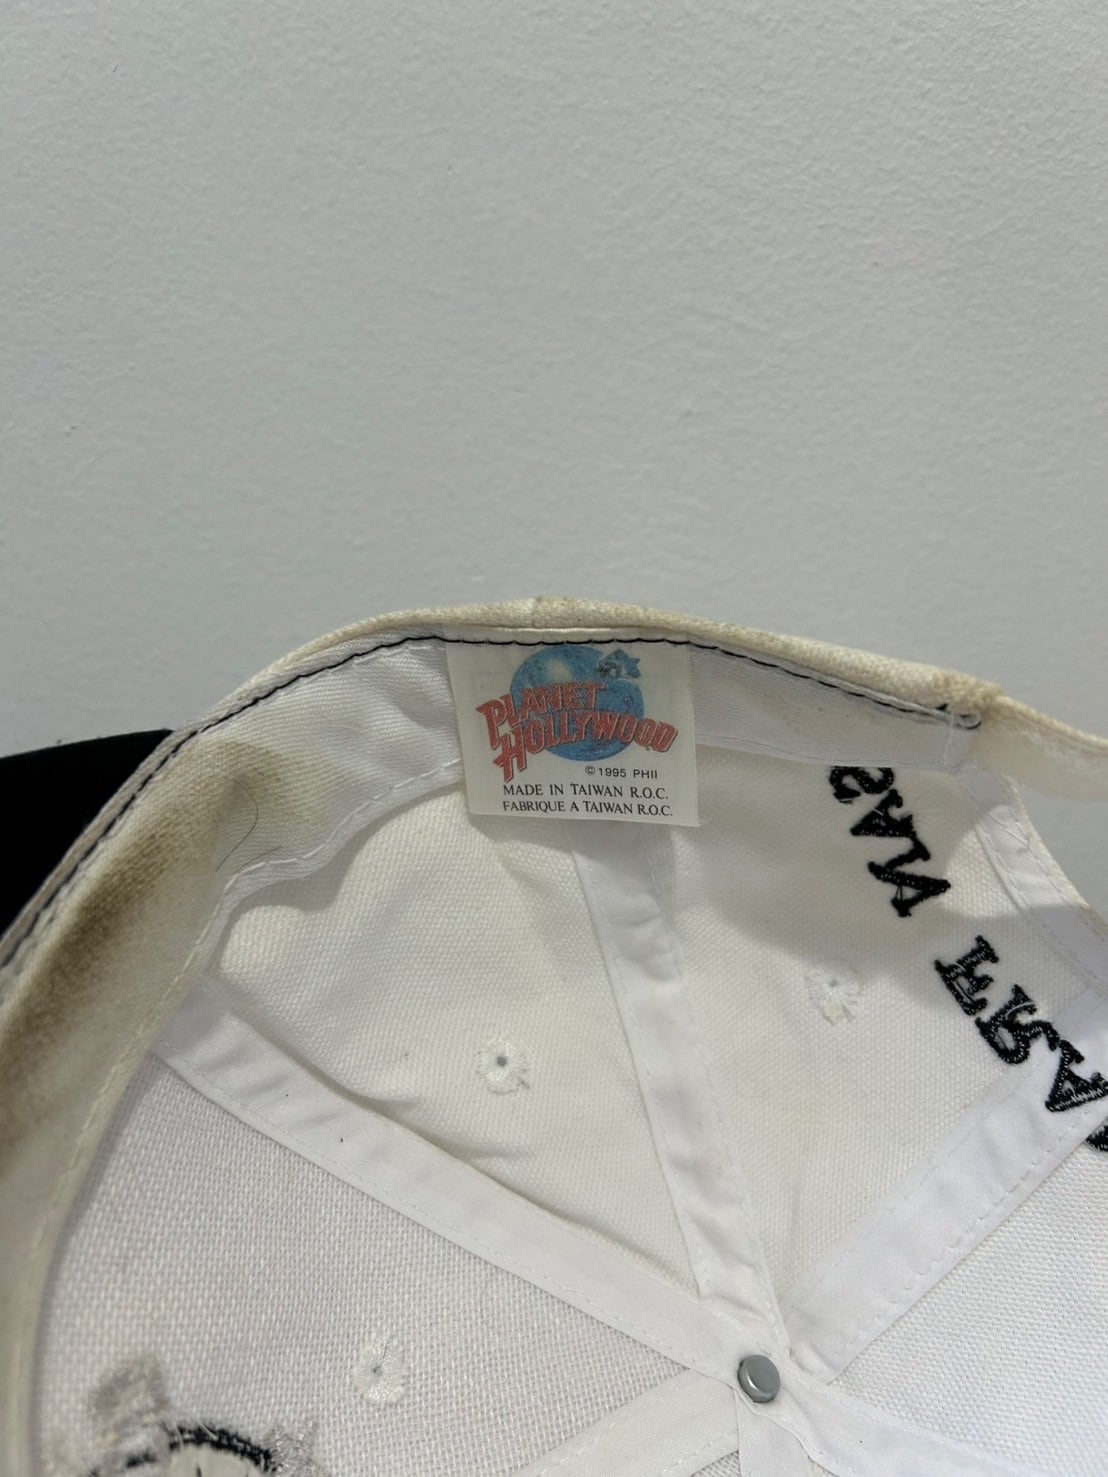 PLANET
HOLLYWOOD
© 1995 PHII
MADE IN TAIWAN R.O.C.
FABRIQUE A TAIWAN R.O.C.